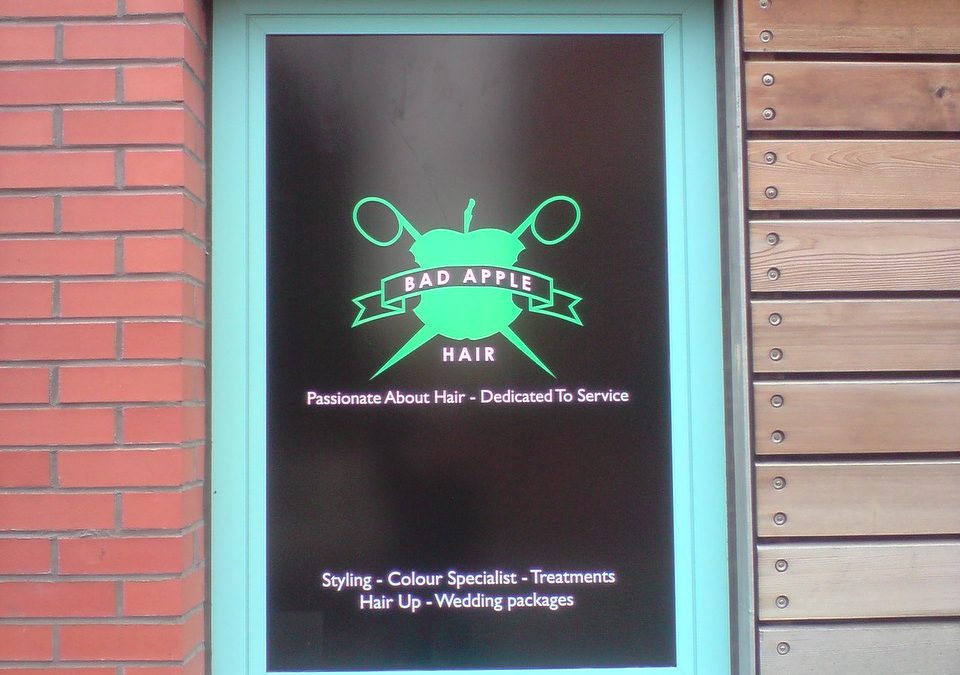 BAD APPLE
HAIR
Passionate About Hair - Dedicated To Service
Styling - Colour Specialist - Treatments
Hair Up - Wedding packages